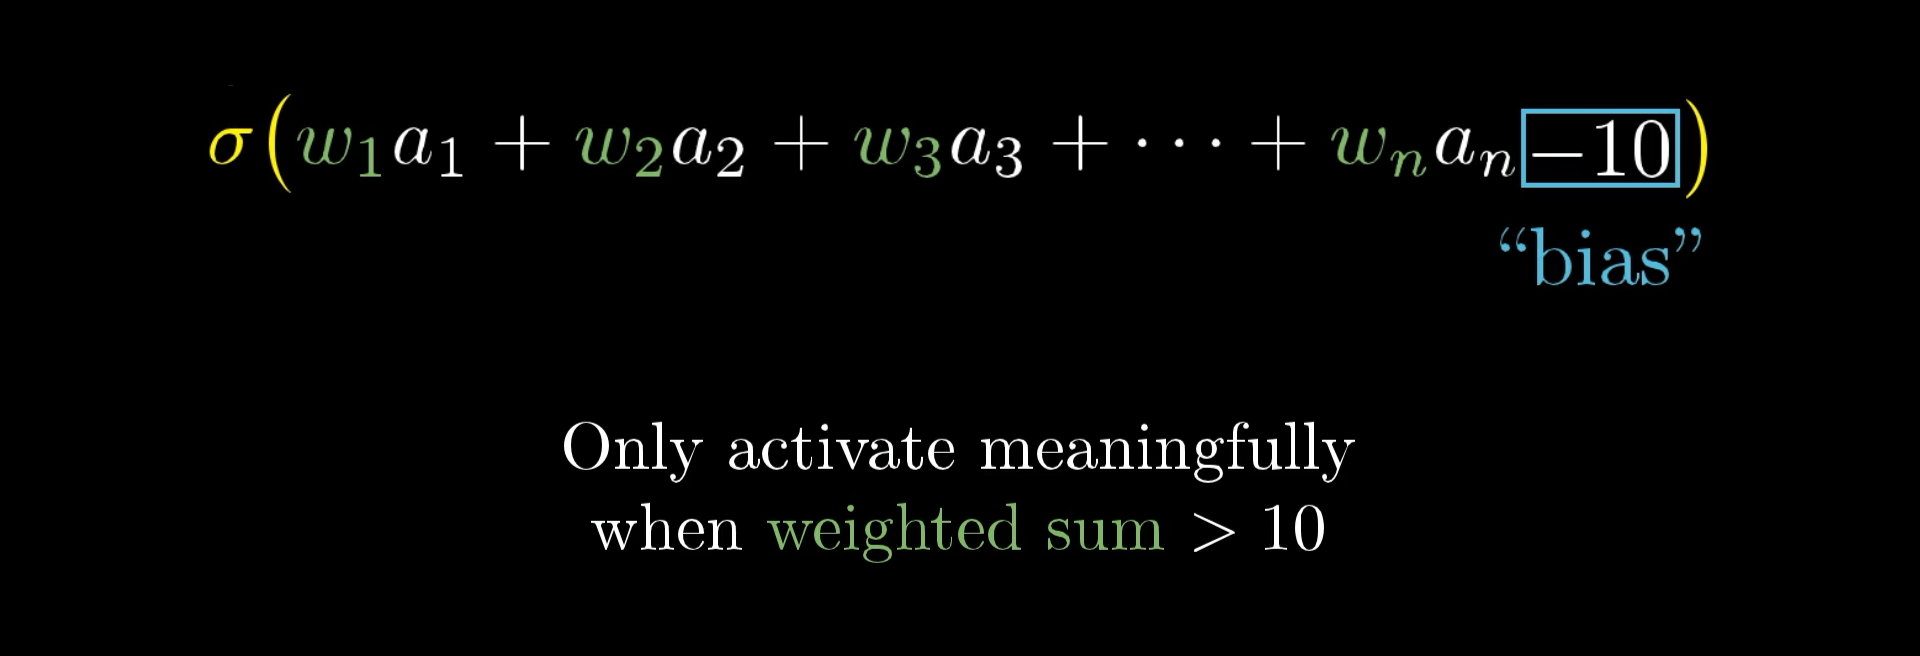 σ(w₁a₁ + w₂a₂ + w₃a₃ + ··· + wₙaₙ −10)
“bias”
Only activate meaningfully
when weighted sum > 10